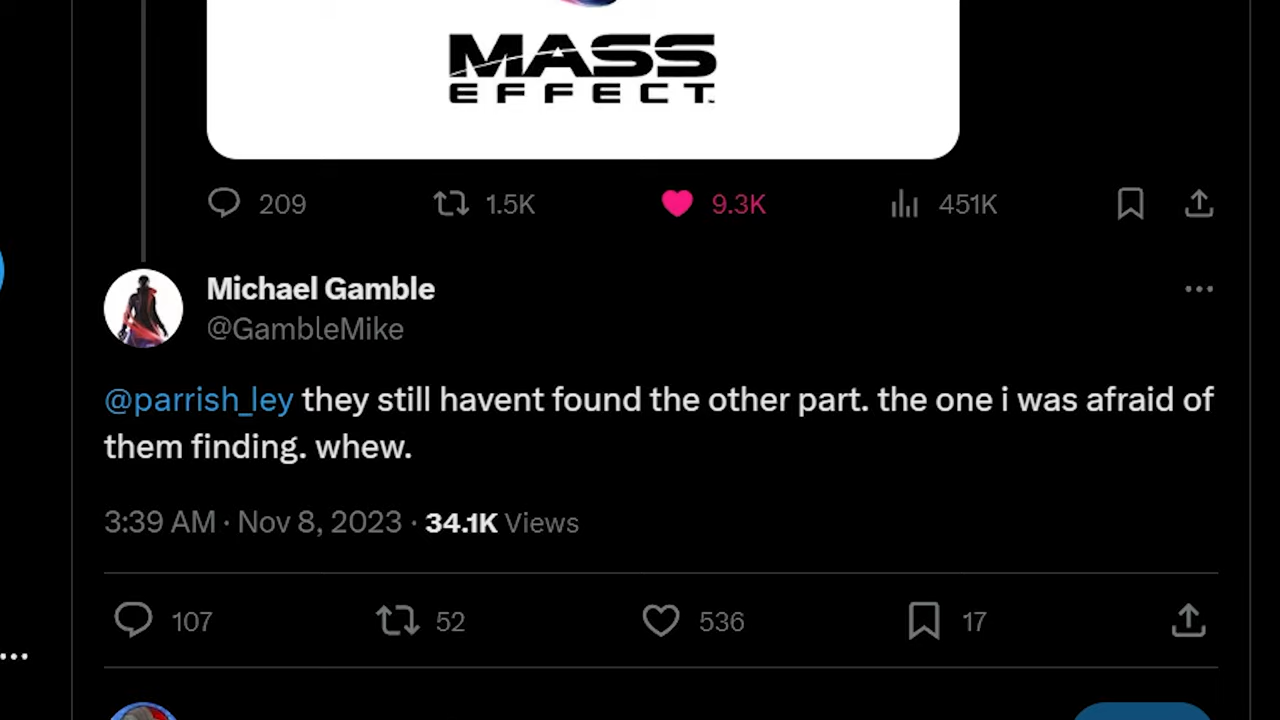 MASS
EFFECT™
209 1.5K 9.3K 451K
Michael Gamble
@GambleMike
@parrish_ley they still havent found the other part. the one i was afraid of
them finding. whew.
3:39 AM · Nov 8, 2023 · 34.1K Views
107 52 536 17